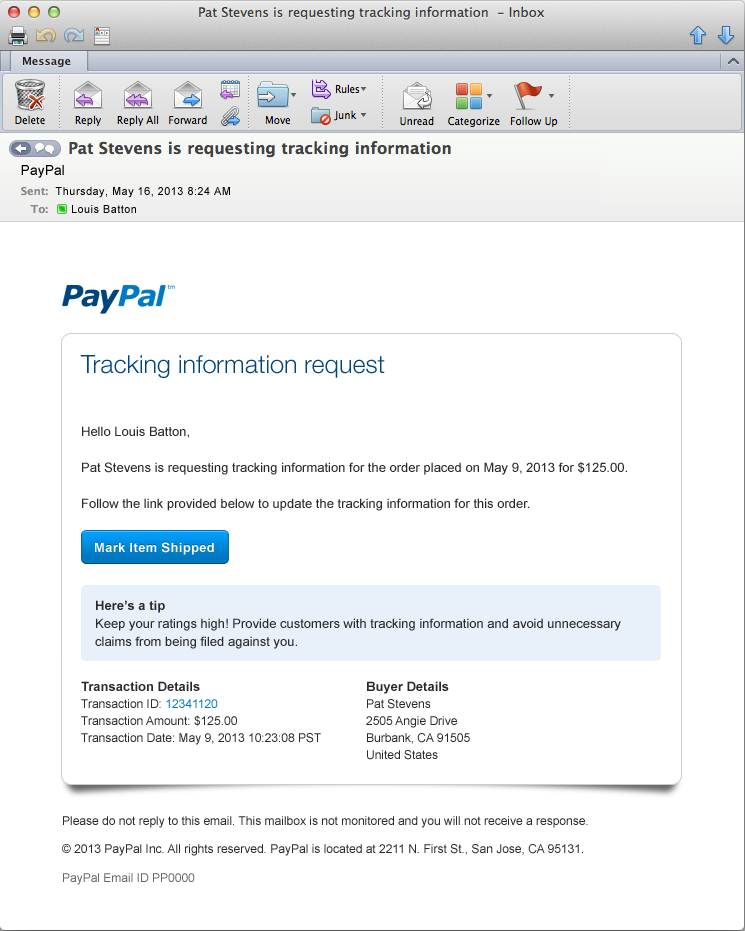 Pat Stevens is requesting tracking information – Inbox
Message
Delete
Reply
Reply All
Forward
Move
Rules
Junk
Unread
Categorize
Follow Up
Pat Stevens is requesting tracking information
PayPal
Sent: Thursday, May 16, 2013 8:24 AM
To: Louis Batton
PayPal™
Tracking information request
Hello Louis Batton,
Pat Stevens is requesting tracking information for the order placed on May 9, 2013 for $125.00.
Follow the link provided below to update the tracking information for this order.
Mark Item Shipped
Here’s a tip
Keep your ratings high! Provide customers with tracking information and avoid unnecessary
claims from being filed against you.
Transaction Details
Transaction ID: 12341120
Transaction Amount: $125.00
Transaction Date: May 9, 2013 10:23:08 PST
Buyer Details
Pat Stevens
2505 Angie Drive
Burbank, CA 91505
United States
Please do not reply to this email. This mailbox is not monitored and you will not receive a response.
© 2013 PayPal Inc. All rights reserved. PayPal is located at 2211 N. First St., San Jose, CA 95131.
PayPal Email ID PP0000